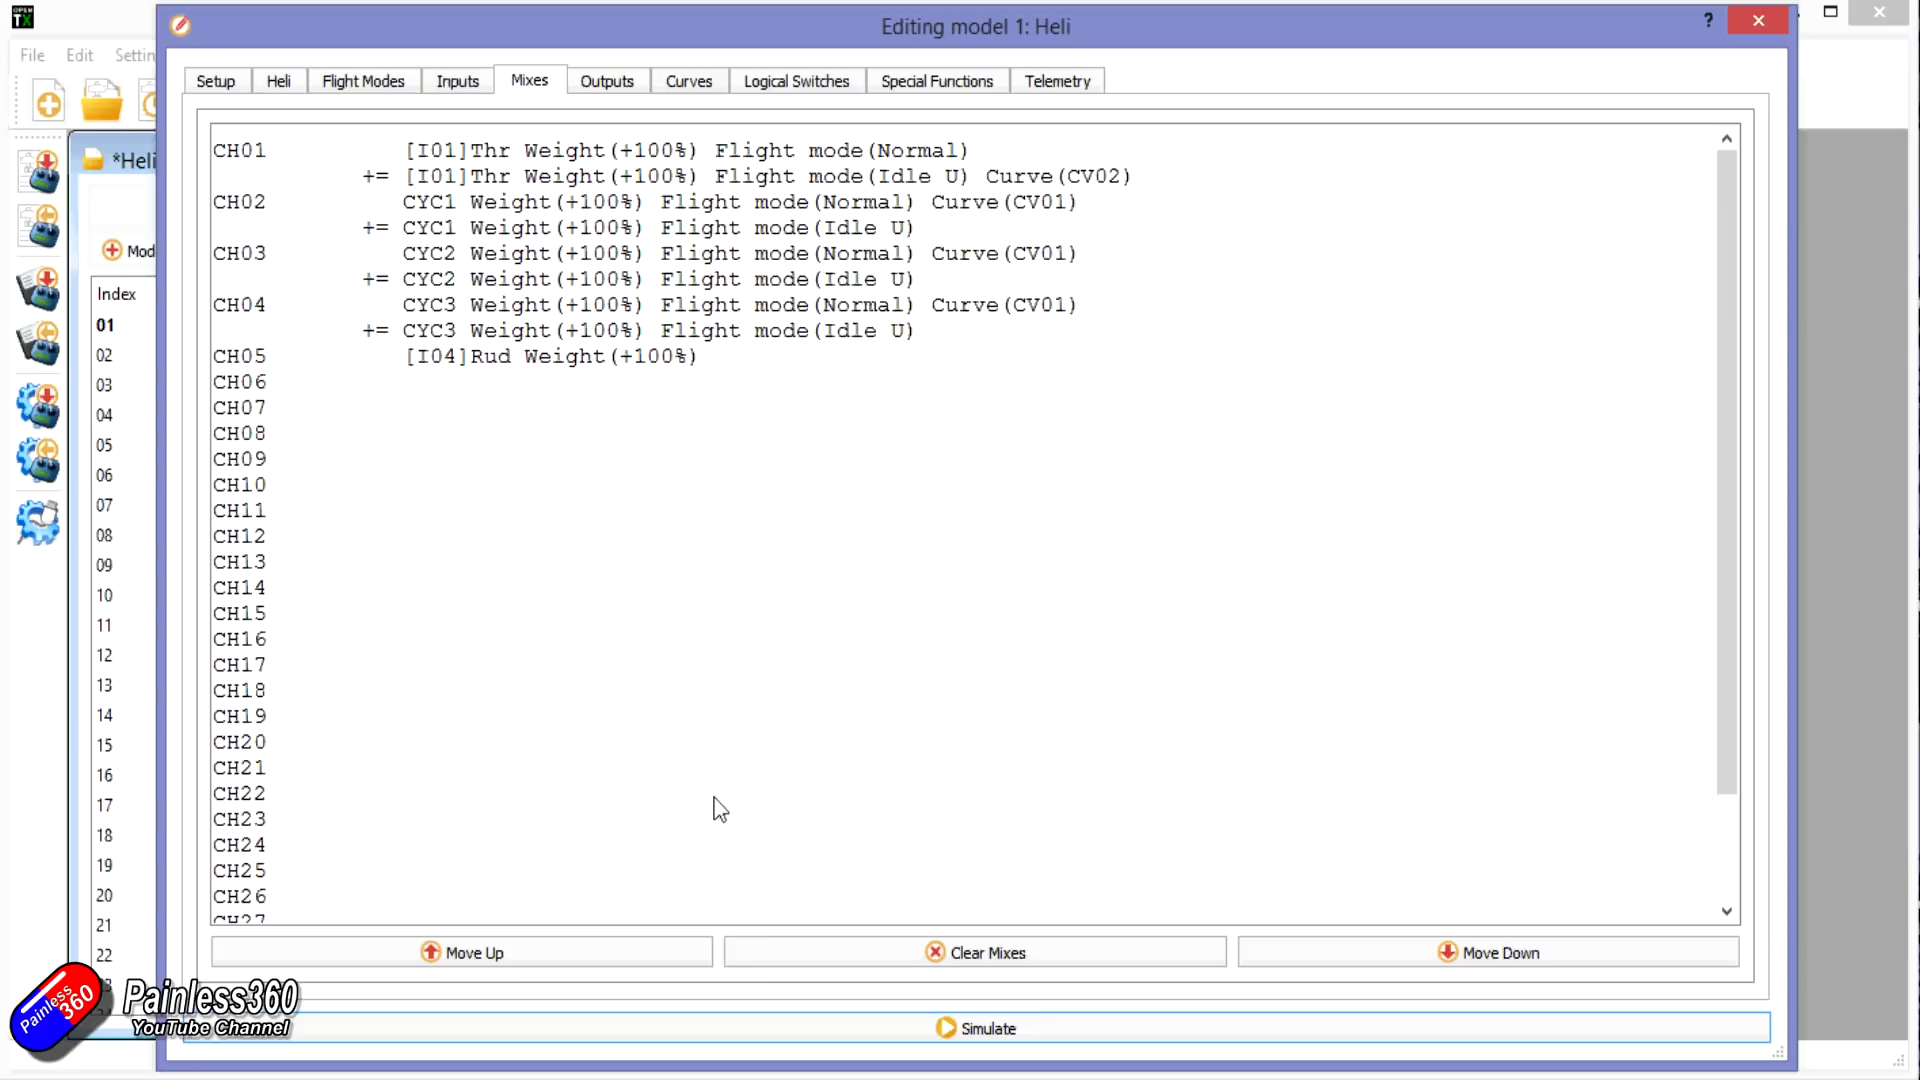 OPEN
TX
Editing model 1: Heli
?
File Edit Settin
Setup Heli Flight Modes Inputs Mixes Outputs Curves Logical Switches Special Functions Telemetry
*Heli
Mod
Index
01
02
03
04
05
06
07
08
09
10
11
12
13
14
15
16
17
18
19
20
21
22
CH01 [I01]Thr Weight(+100%) Flight mode(Normal)
+= [I01]Thr Weight(+100%) Flight mode(Idle U) Curve(CV02)
CH02 CYC1 Weight(+100%) Flight mode(Normal) Curve(CV01)
+= CYC1 Weight(+100%) Flight mode(Idle U)
CH03 CYC2 Weight(+100%) Flight mode(Normal) Curve(CV01)
+= CYC2 Weight(+100%) Flight mode(Idle U)
CH04 CYC3 Weight(+100%) Flight mode(Normal) Curve(CV01)
+= CYC3 Weight(+100%) Flight mode(Idle U)
CH05 [I04]Rud Weight(+100%)
CH06
CH07
CH08
CH09
CH10
CH11
CH12
CH13
CH14
CH15
CH16
CH17
CH18
CH19
CH20
CH21
CH22
CH23
CH24
CH25
CH26
CH27
Move Up Clear Mixes Move Down
Simulate
Painless
360
Painless360
YouTube Channel